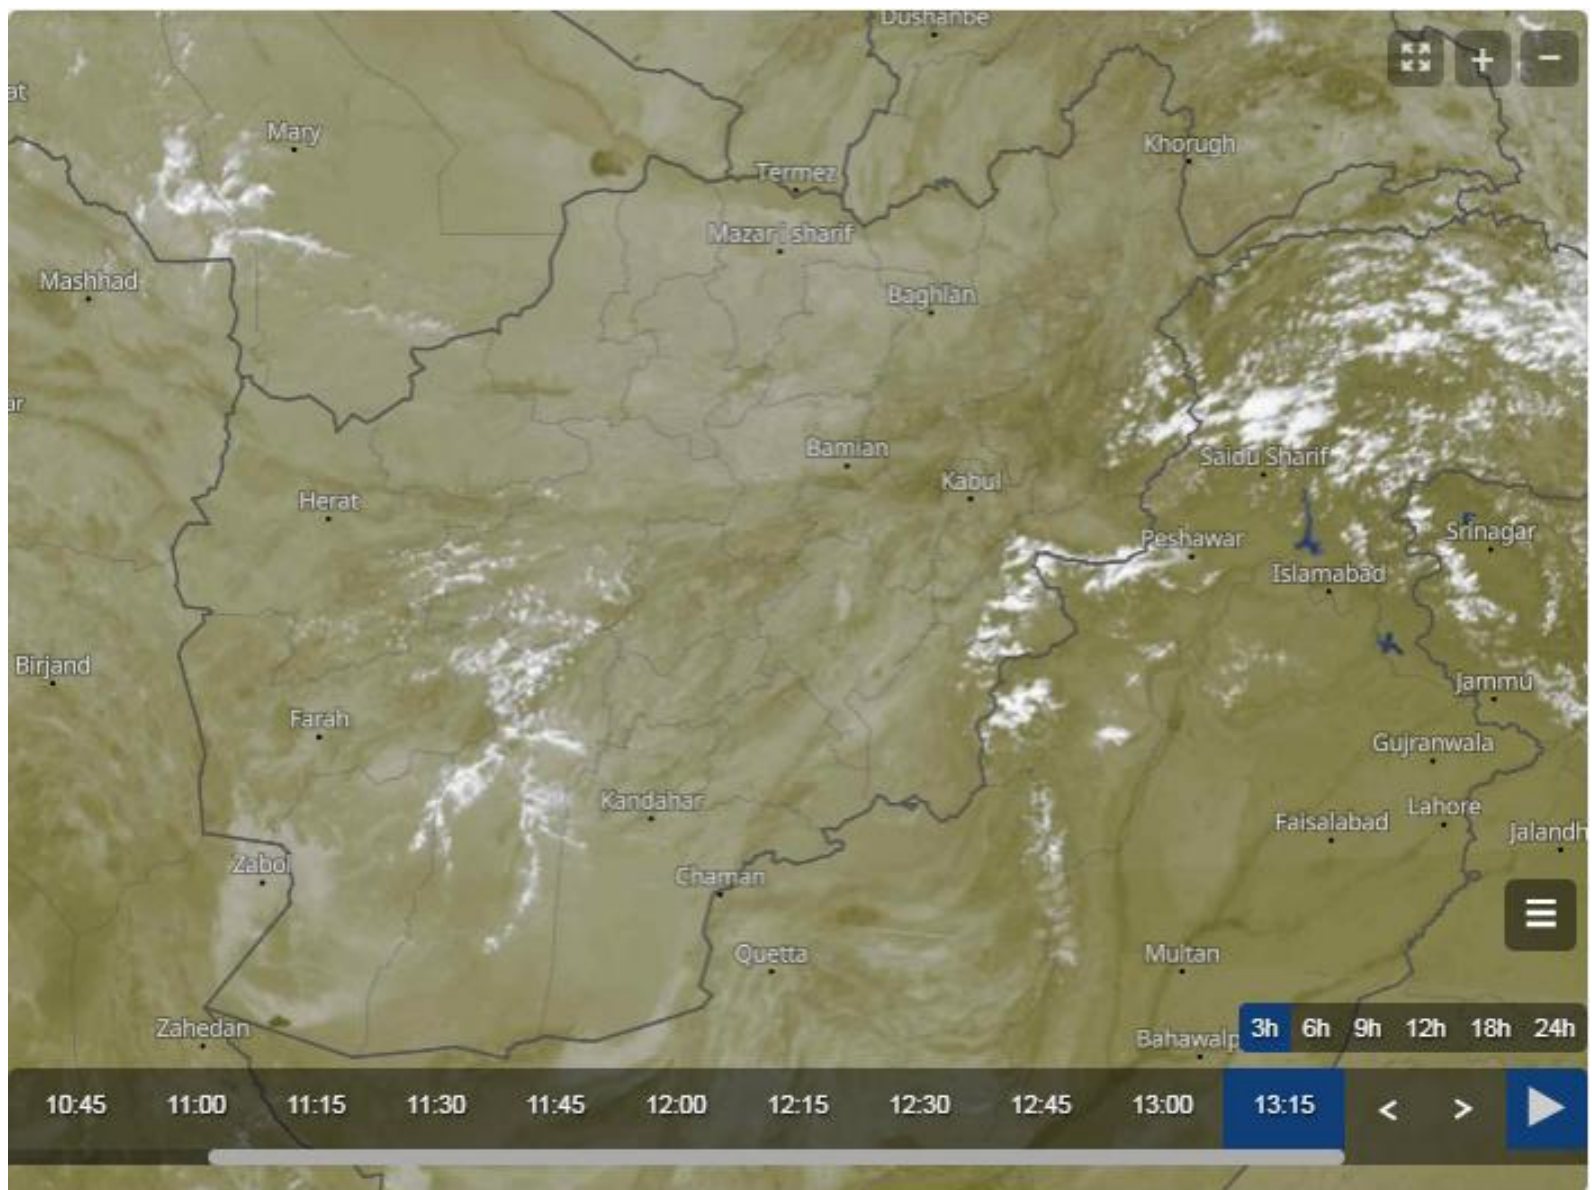 Dushanbe
at
Mary
Khorugh
Termez
Mazar i sharif
Mashhad
Baghlan
ar
Bamian
Saidu Sharif
Kabul
Herat
Srinagar
Peshawar
Islamabad
Birjand
Jammu
Farah
Gujranwala
Kandahar
Lahore
Faisalabad
Jalandh
Zabol
Chaman
Quetta
Multan
Zahedan
Bahawalp
3h 6h 9h 12h 18h 24h
10:45 11:00 11:15 11:30 11:45 12:00 12:15 12:30 12:45 13:00 13:15 < >